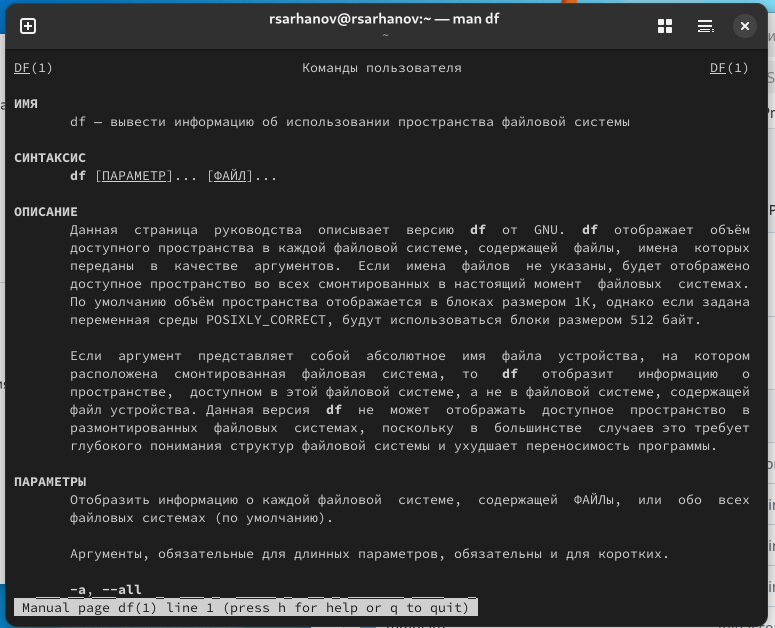 rsarhanov@rsarhanov:~ — man df
~
DF(1) Команды пользователя DF(1)
ИМЯ
df — вывести информацию об использовании пространства файловой системы
СИНТАКСИС
df [ПАРАМЕТР]... [ФАЙЛ]...
ОПИСАНИЕ
Данная страница руководства описывает версию df от GNU. df отображает объём
доступного пространства в каждой файловой системе, содержащей файлы, имена которых
переданы в качестве аргументов. Если имена файлов не указаны, будет отображено
доступное пространство во всех смонтированных в настоящий момент файловых системах.
По умолчанию объём пространства отображается в блоках размером 1K, однако если задана
переменная среды POSIXLY_CORRECT, будут использоваться блоки размером 512 байт.
Если аргумент представляет собой абсолютное имя файла устройства, на котором
расположена смонтированная файловая система, то df отобразит информацию о
пространстве, доступном в этой файловой системе, а не в файловой системе, содержащей
файл устройства. Данная версия df не может отображать доступное пространство в
размонтированных файловых системах, поскольку в большинстве случаев это требует
глубокого понимания структур файловой системы и ухудшает переносимость программы.
ПАРАМЕТРЫ
Отобразить информацию о каждой файловой системе, содержащей ФАЙЛы, или обо всех
файловых системах (по умолчанию).
Аргументы, обязательные для длинных параметров, обязательны и для коротких.
-a, --all
Manual page df(1) line 1 (press h for help or q to quit)